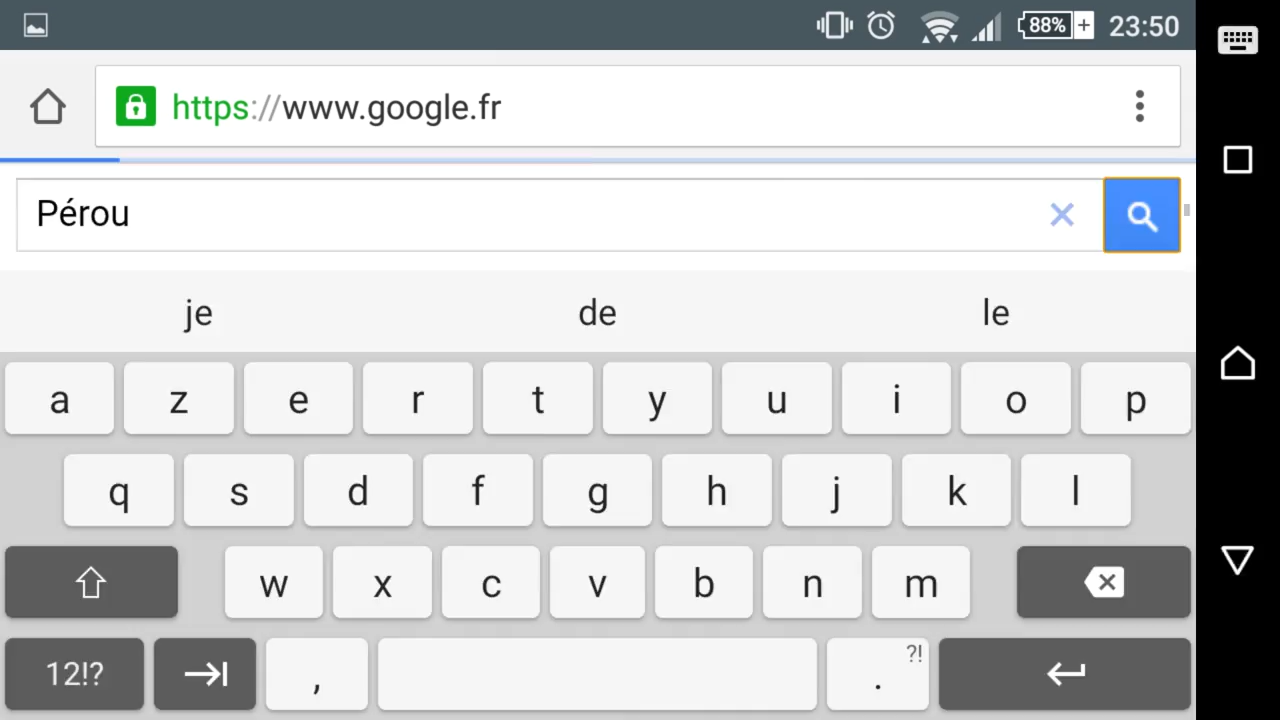 88% 23:50
https://www.google.fr
Pérou
je de le
a z e r t y u i o p
q s d f g h j k l
w x c v b n m
12!? , . ?!